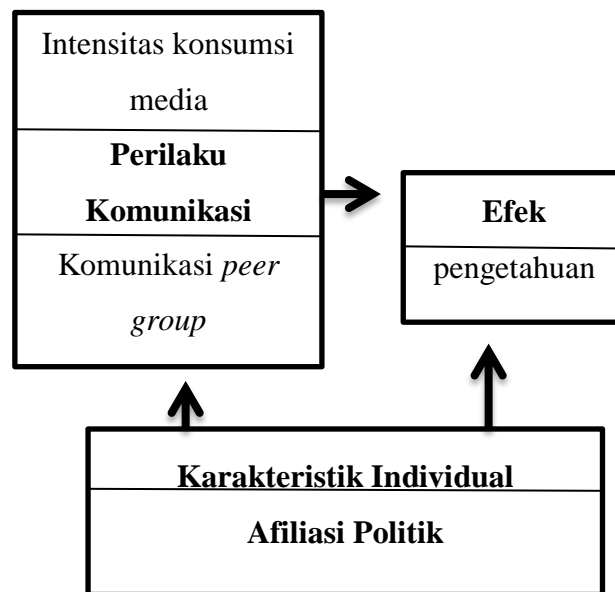 Intensitas konsumsi
media
Perilaku
Komunikasi
Komunikasi peer
group
Efek
pengetahuan
Karakteristik Individual
Afiliasi Politik